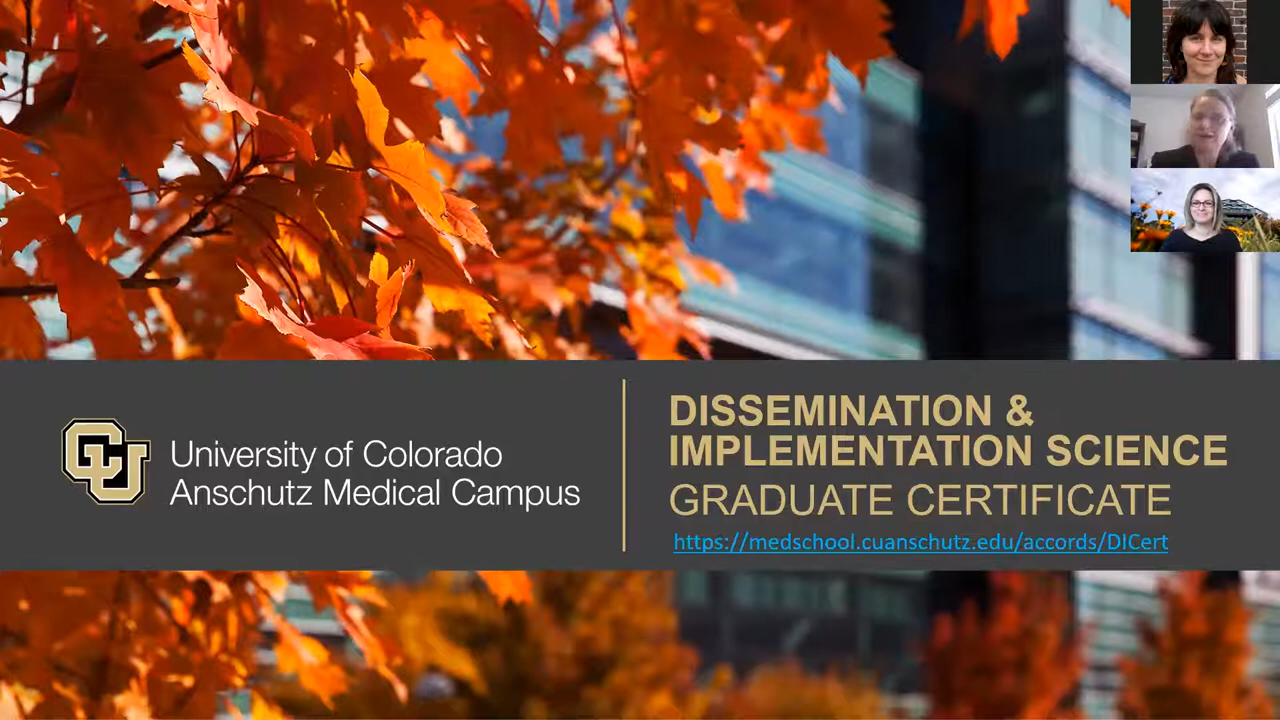 University of Colorado
Anschutz Medical Campus
DISSEMINATION &
IMPLEMENTATION SCIENCE
GRADUATE CERTIFICATE
https://medschool.cuanschutz.edu/accords/DICert